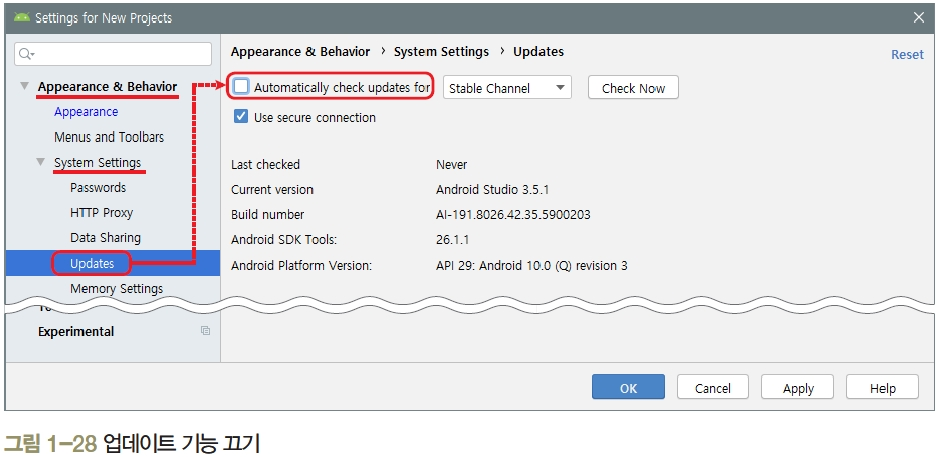 Settings for New Projects
Appearance & Behavior
Appearance
Menus and Toolbars
System Settings
Passwords
HTTP Proxy
Data Sharing
Updates
Memory Settings
Experimental
Appearance & Behavior › System Settings › Updates
Reset
Automatically check updates for Stable Channel Check Now
Use secure connection
Last checked Never
Current version Android Studio 3.5.1
Build number AI-191.8026.42.35.5900203
Android SDK Tools: 26.1.1
Android Platform Version: API 29: Android 10.0 (Q) revision 3
OK Cancel Apply Help
그림 1-28 업데이트 기능 끄기